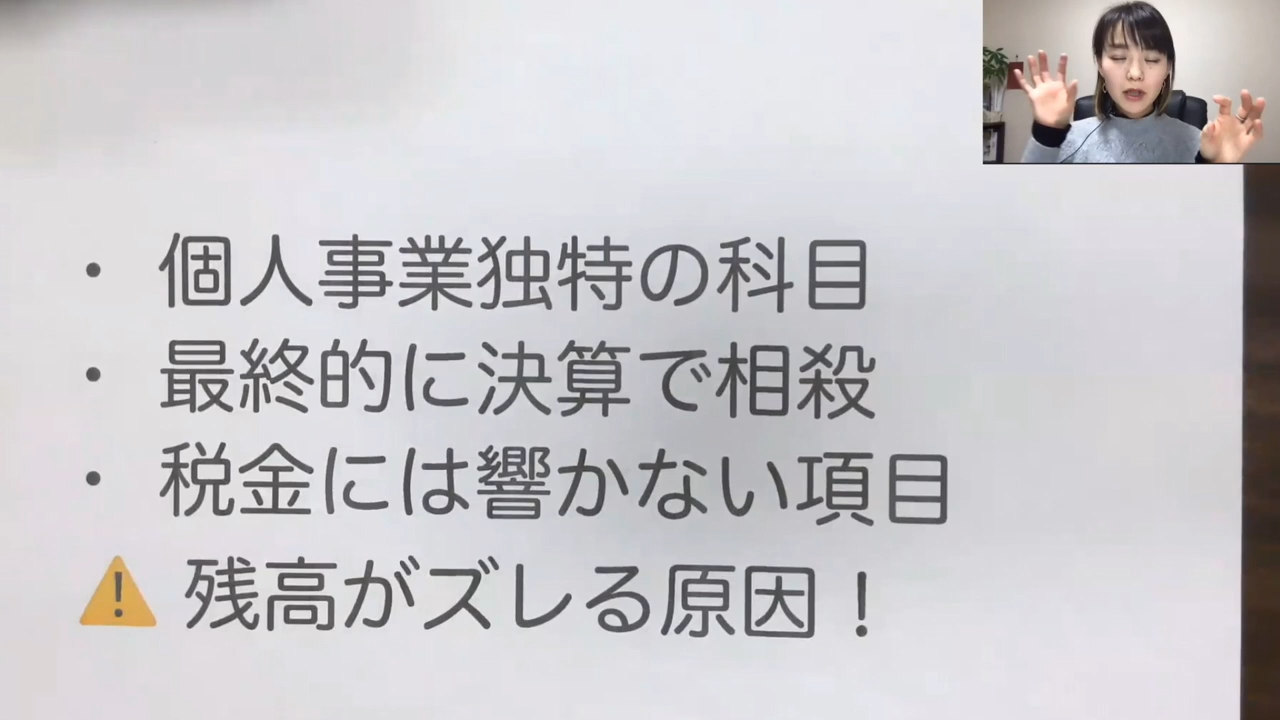 ・ 個人事業独特の科目
・ 最終的に決算で相殺
・ 税金には響かない項目
⚠ 残高がズレる原因！